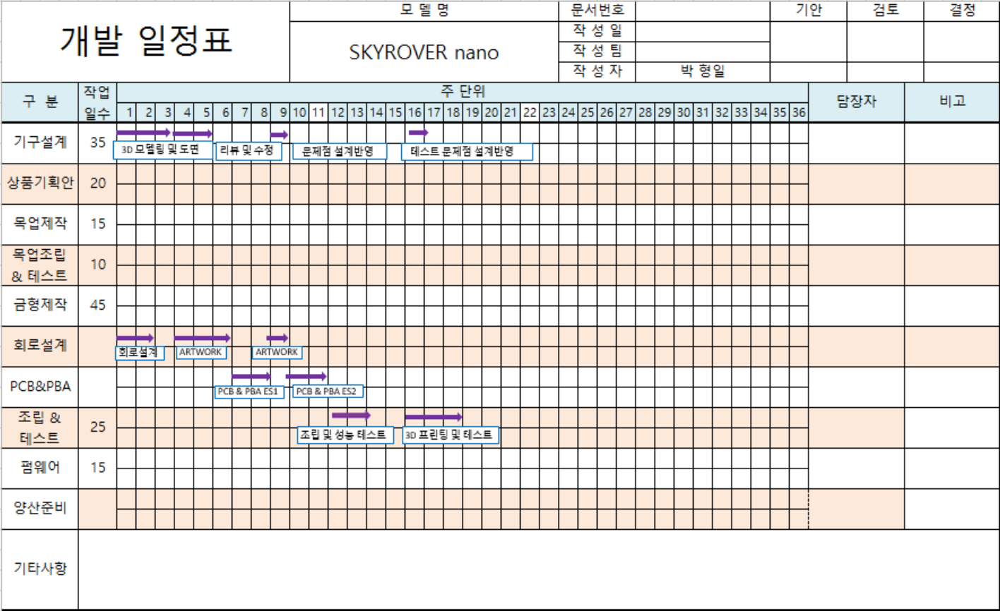 개발 일정표
모 델 명
SKYROVER nano
문서번호
작 성 일
작 성 팀
작 성 자
박 형일
기안
검토
결정
구 분
작업
일수
주 단위
담장자
비고
1 2 3 4 5 6 7 8 9 10 11 12 13 14 15 16 17 18 19 20 21 22 23 24 25 26 27 28 29 30 31 32 33 34 35 36
기구설계
35
3D 모델링 및 도면
리뷰 및 수정
문제점 설계반영
테스트 문제점 설계반영
상품기획안
20
목업제작
15
목업조립
& 테스트
10
금형제작
45
회로설계
회로설계
ARTWORK
ARTWORK
PCB&PBA
PCB & PBA ES1
PCB & PBA ES2
조립 &
테스트
25
조립 및 성능 테스트
3D 프린팅 및 테스트
펌웨어
15
양산준비
기타사항